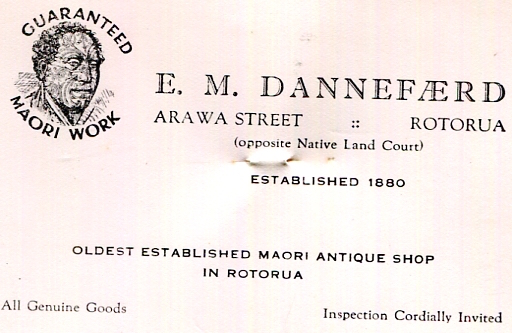 GUARANTEED
MAORI WORK
E. M. DANNEFÆRD
ARAWA STREET :: ROTORUA
(opposite Native Land Court)
ESTABLISHED 1880
OLDEST ESTABLISHED MAORI ANTIQUE SHOP
IN ROTORUA
All Genuine Goods
Inspection Cordially Invited